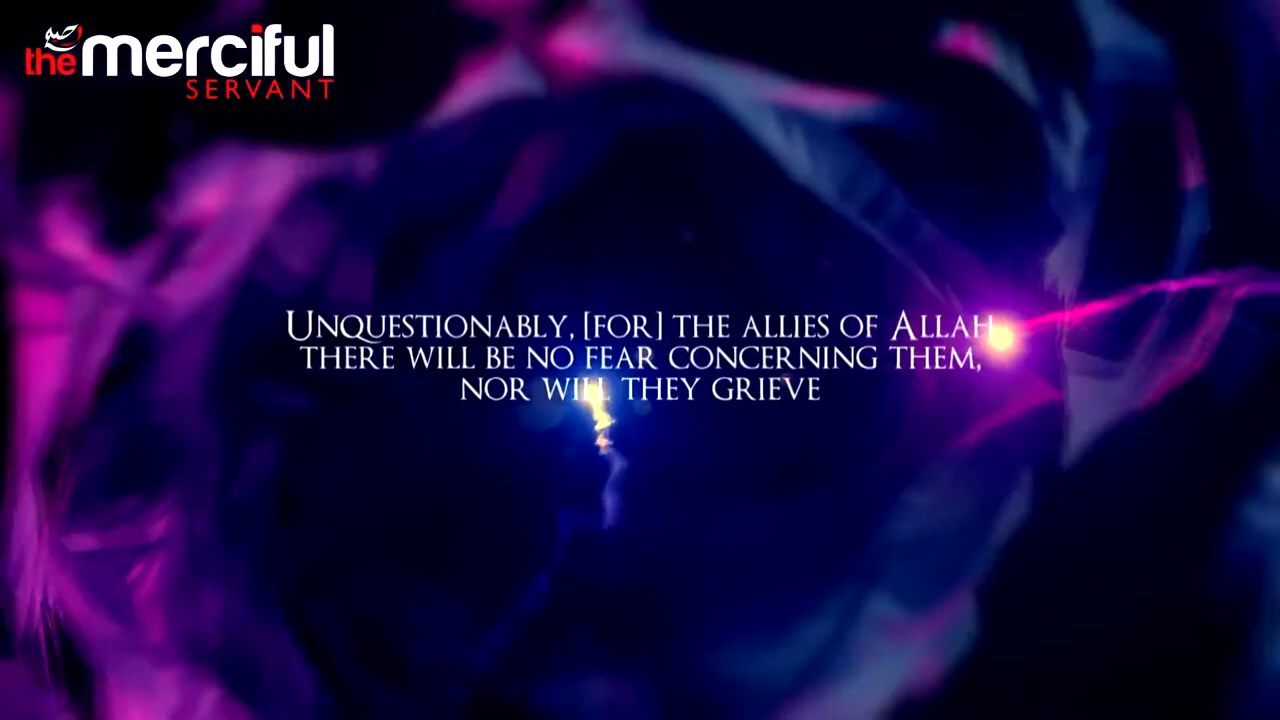 the merciful
SERVANT
UNQUESTIONABLY, [FOR] THE ALLIES OF ALLAH
THERE WILL BE NO FEAR CONCERNING THEM,
NOR WILL THEY GRIEVE